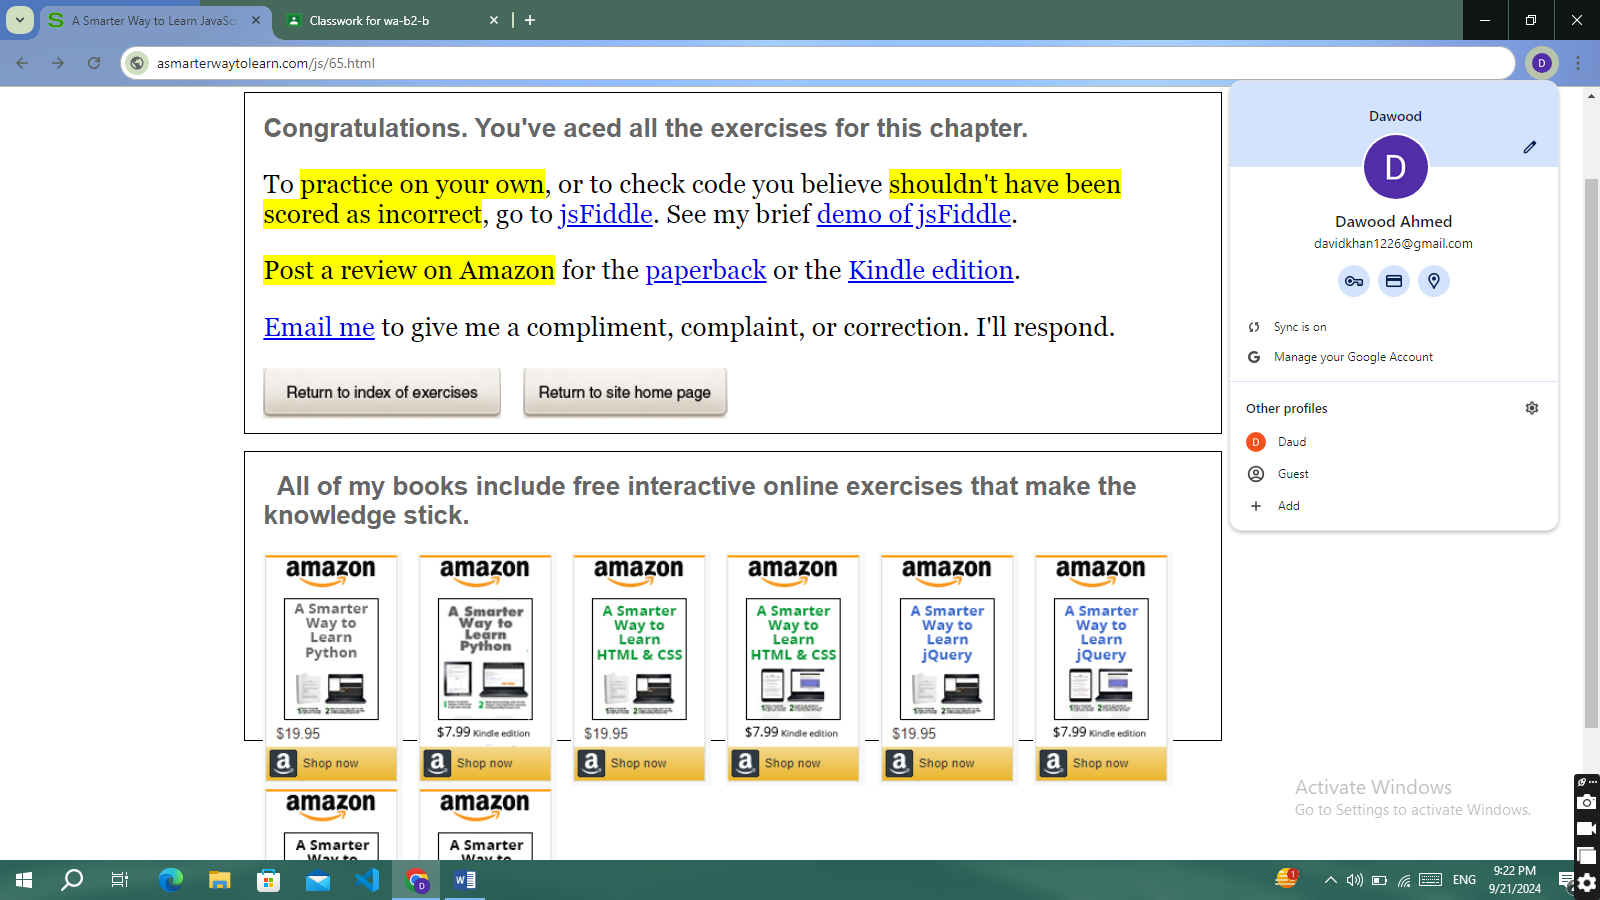 A Smarter Way to Learn JavaScr
Classwork for wa-b2-b
asmarterwaytolearn.com/js/65.html
D
Congratulations. You've aced all the exercises for this chapter.
To practice on your own, or to check code you believe shouldn't have been
scored as incorrect, go to jsFiddle. See my brief demo of jsFiddle.
Post a review on Amazon for the paperback or the Kindle edition.
Email me to give me a compliment, complaint, or correction. I'll respond.
Return to index of exercises
Return to site home page
All of my books include free interactive online exercises that make the
knowledge stick.
amazon
A Smarter
Way to
Learn
Python
$19.95
a Shop now
amazon
A Smarter
Way to
Learn
Python
1 2
$7.99 Kindle edition
a Shop now
amazon
A Smarter
Way to
Learn
HTML & CSS
$19.95
a Shop now
amazon
A Smarter
Way to
Learn
HTML & CSS
$7.99 Kindle edition
a Shop now
amazon
A Smarter
Way to
Learn
jQuery
$19.95
a Shop now
amazon
A Smarter
Way to
Learn
jQuery
$7.99 Kindle edition
a Shop now
amazon
A Smarter
Way to
amazon
A Smarter
Way to
Dawood
D
Dawood Ahmed
davidkhan1226@gmail.com
Sync is on
G Manage your Google Account
Other profiles
D Daud
Guest
Add
Activate Windows
Go to Settings to activate Windows.
D
W
1
ENG
9:22 PM
9/21/2024
2